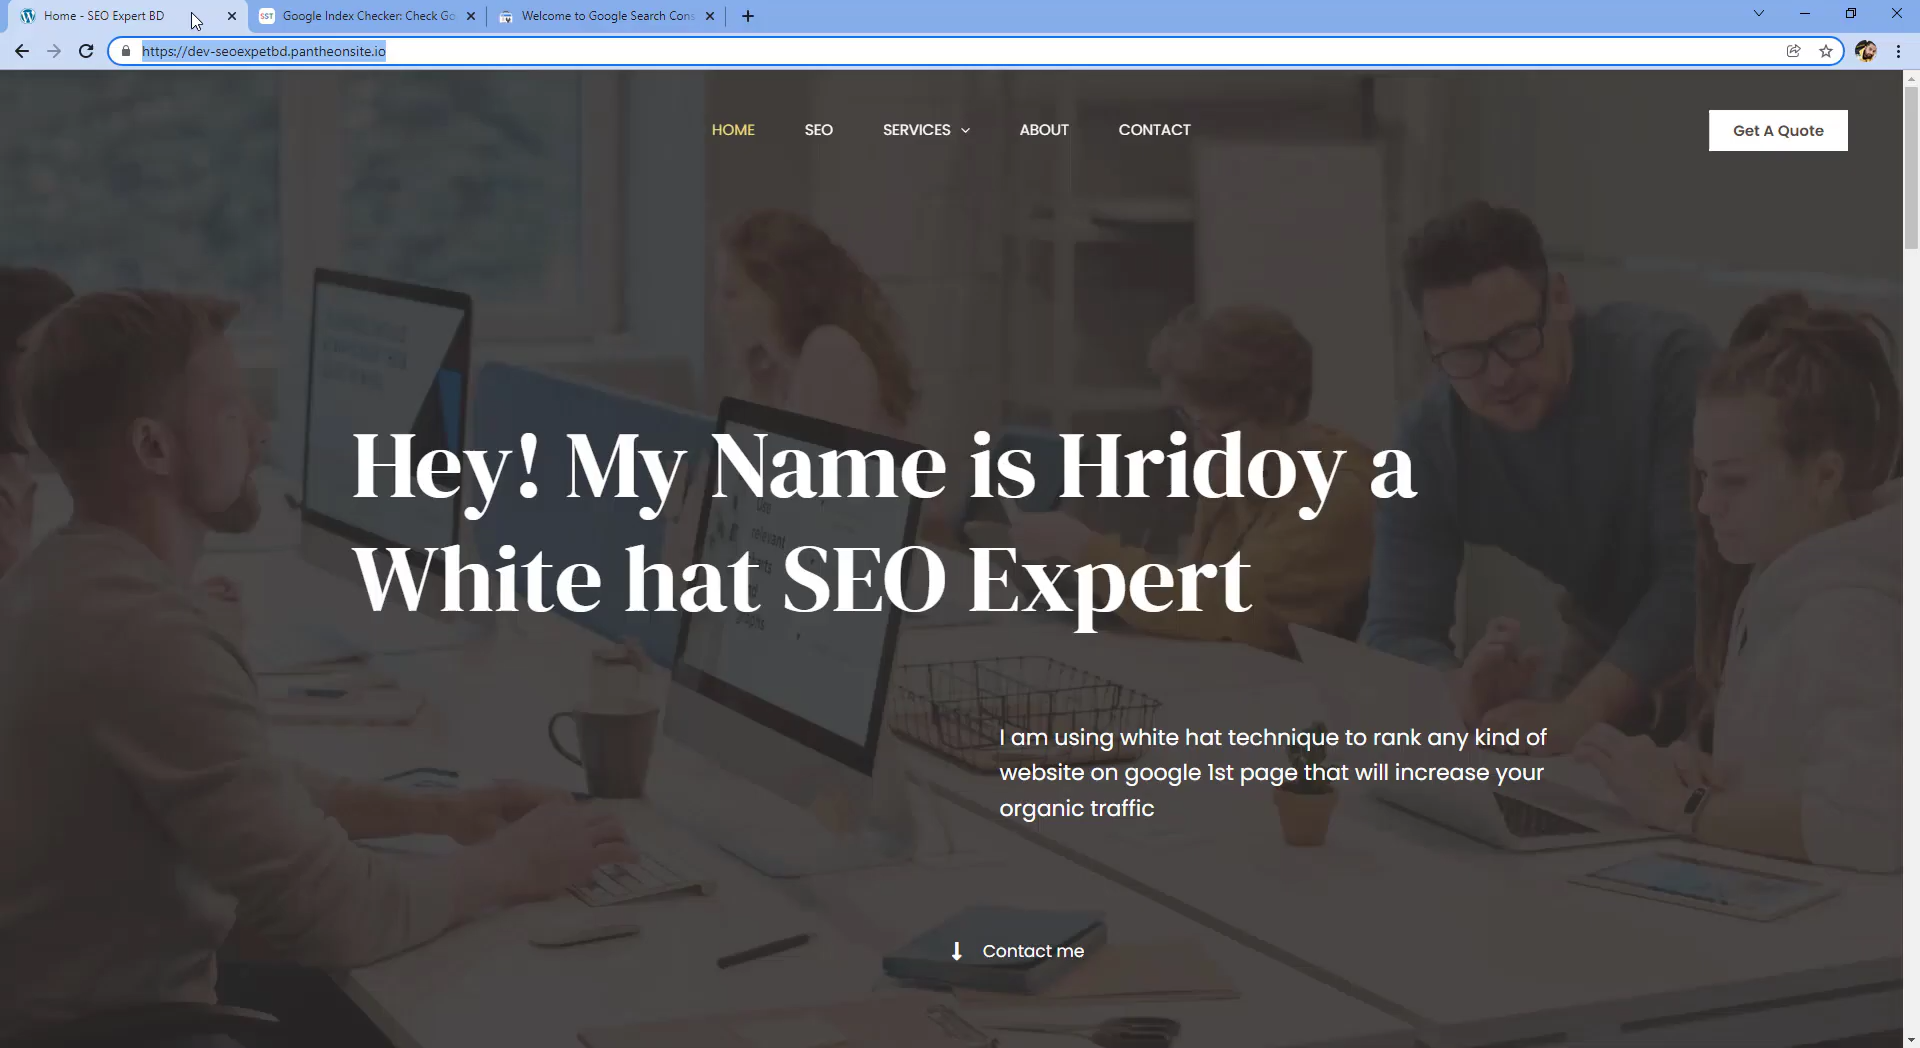 Home - SEO Expert BD
SST
Google Index Checker: Check Go
Welcome to Google Search Cons
https://dev-seoexpetbd.pantheonsite.io
HOME
SEO
SERVICES
ABOUT
CONTACT
Get A Quote
Hey! My Name is Hridoy a
White hat SEO Expert
I am using white hat technique to rank any kind of
website on google 1st page that will increase your
organic traffic
Contact me